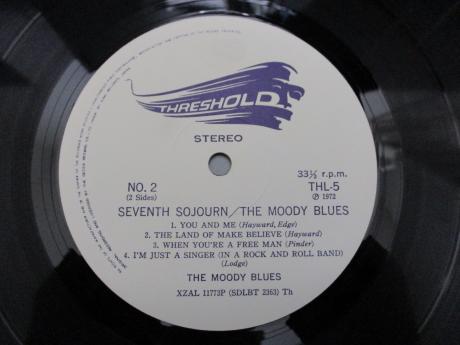 THRESHOLD
STEREO
NO. 2
(2 Sides)
33⅓ r.p.m.
THL-5
℗ 1972
SEVENTH SOJOURN/THE MOODY BLUES
1. YOU AND ME (Hayward, Edge)
2. THE LAND OF MAKE BELIEVE (Hayward)
3. WHEN YOU'RE A FREE MAN (Pinder)
4. I'M JUST A SINGER (IN A ROCK AND ROLL BAND)
(Lodge)
THE MOODY BLUES
XZAL 11773P (SDLBT 2363) Th